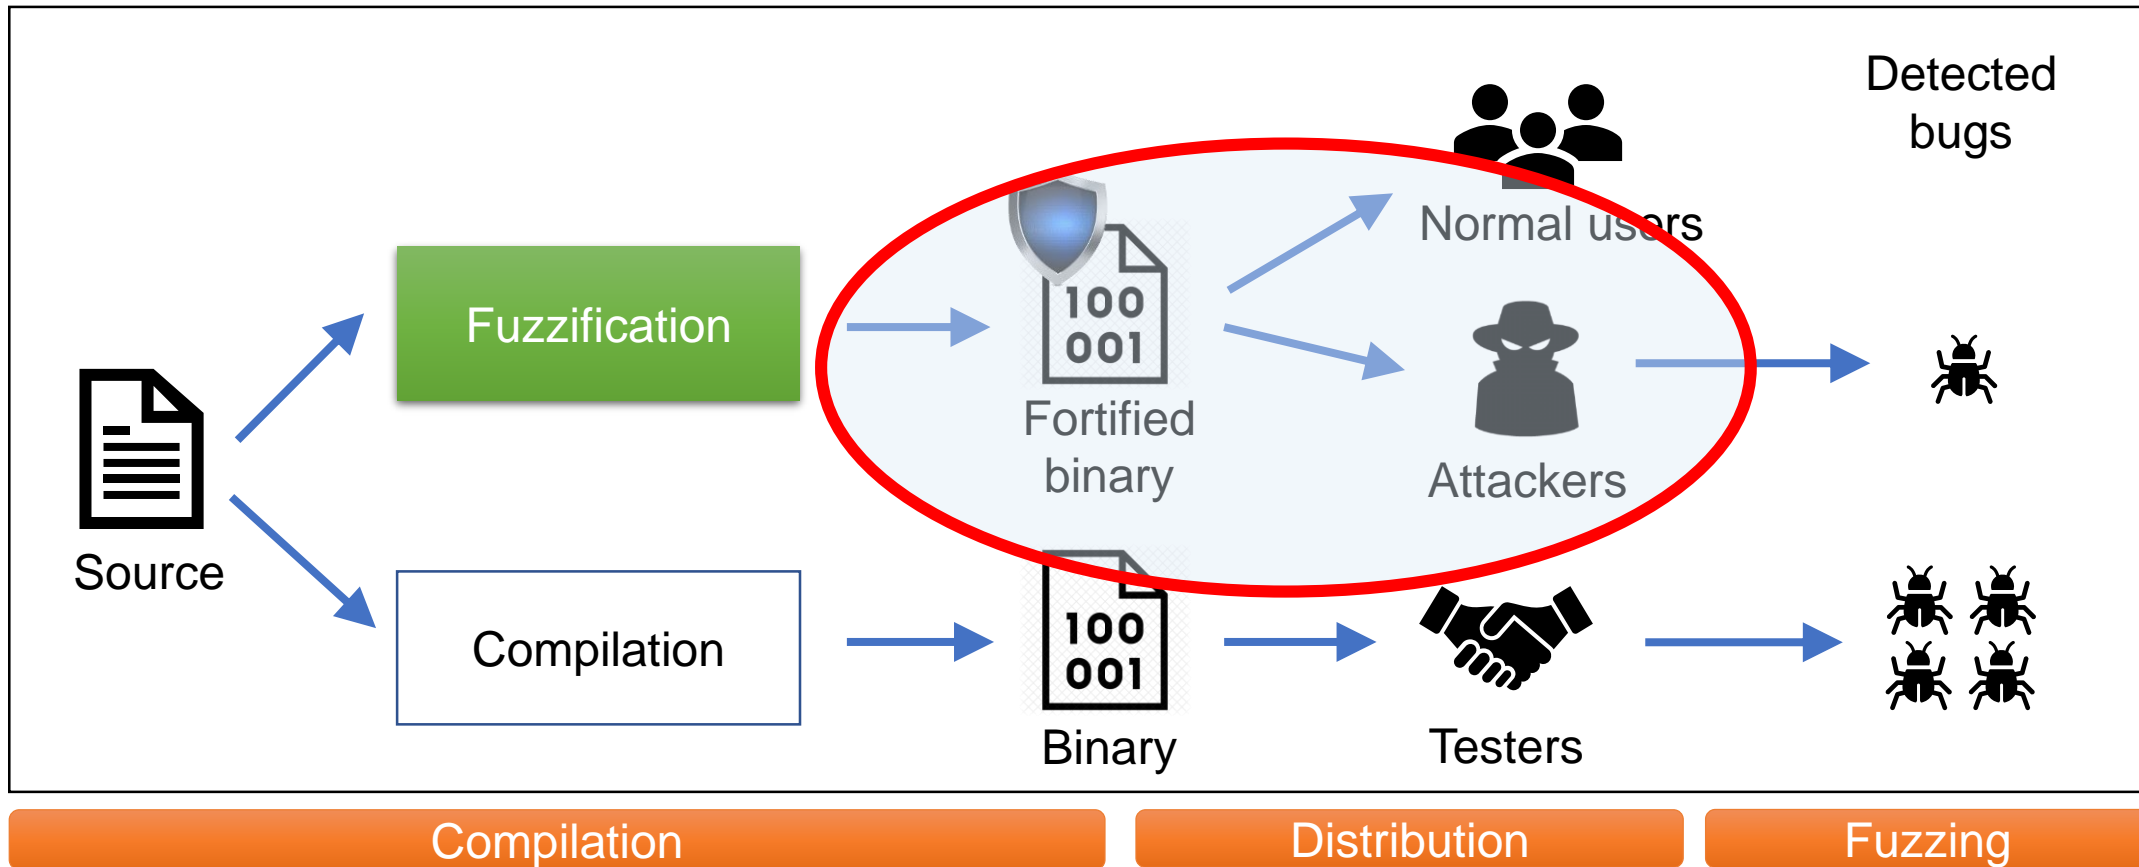 Detected
bugs
Normal users
Fuzzification
100
001
Fortified
binary
Attackers
Source
Compilation
100
001
Binary
Testers
Compilation
Distribution
Fuzzing